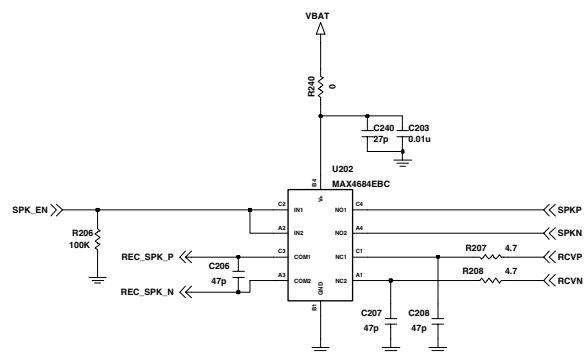 VBAT
R240
0
C240
27p
C203
0.01u
U202
MAX4684EBC
B4
V+
SPK_EN
C2
IN1
NO1
C4
SPKP
R206
100K
A2
IN2
NO2
A4
SPKN
REC_SPK_P
C3
COM1
NC1
C1
R207
4.7
RCVP
C206
47p
REC_SPK_N
A3
COM2
NC2
A1
R208
4.7
RCVN
GND
B1
C207
47p
C208
47p